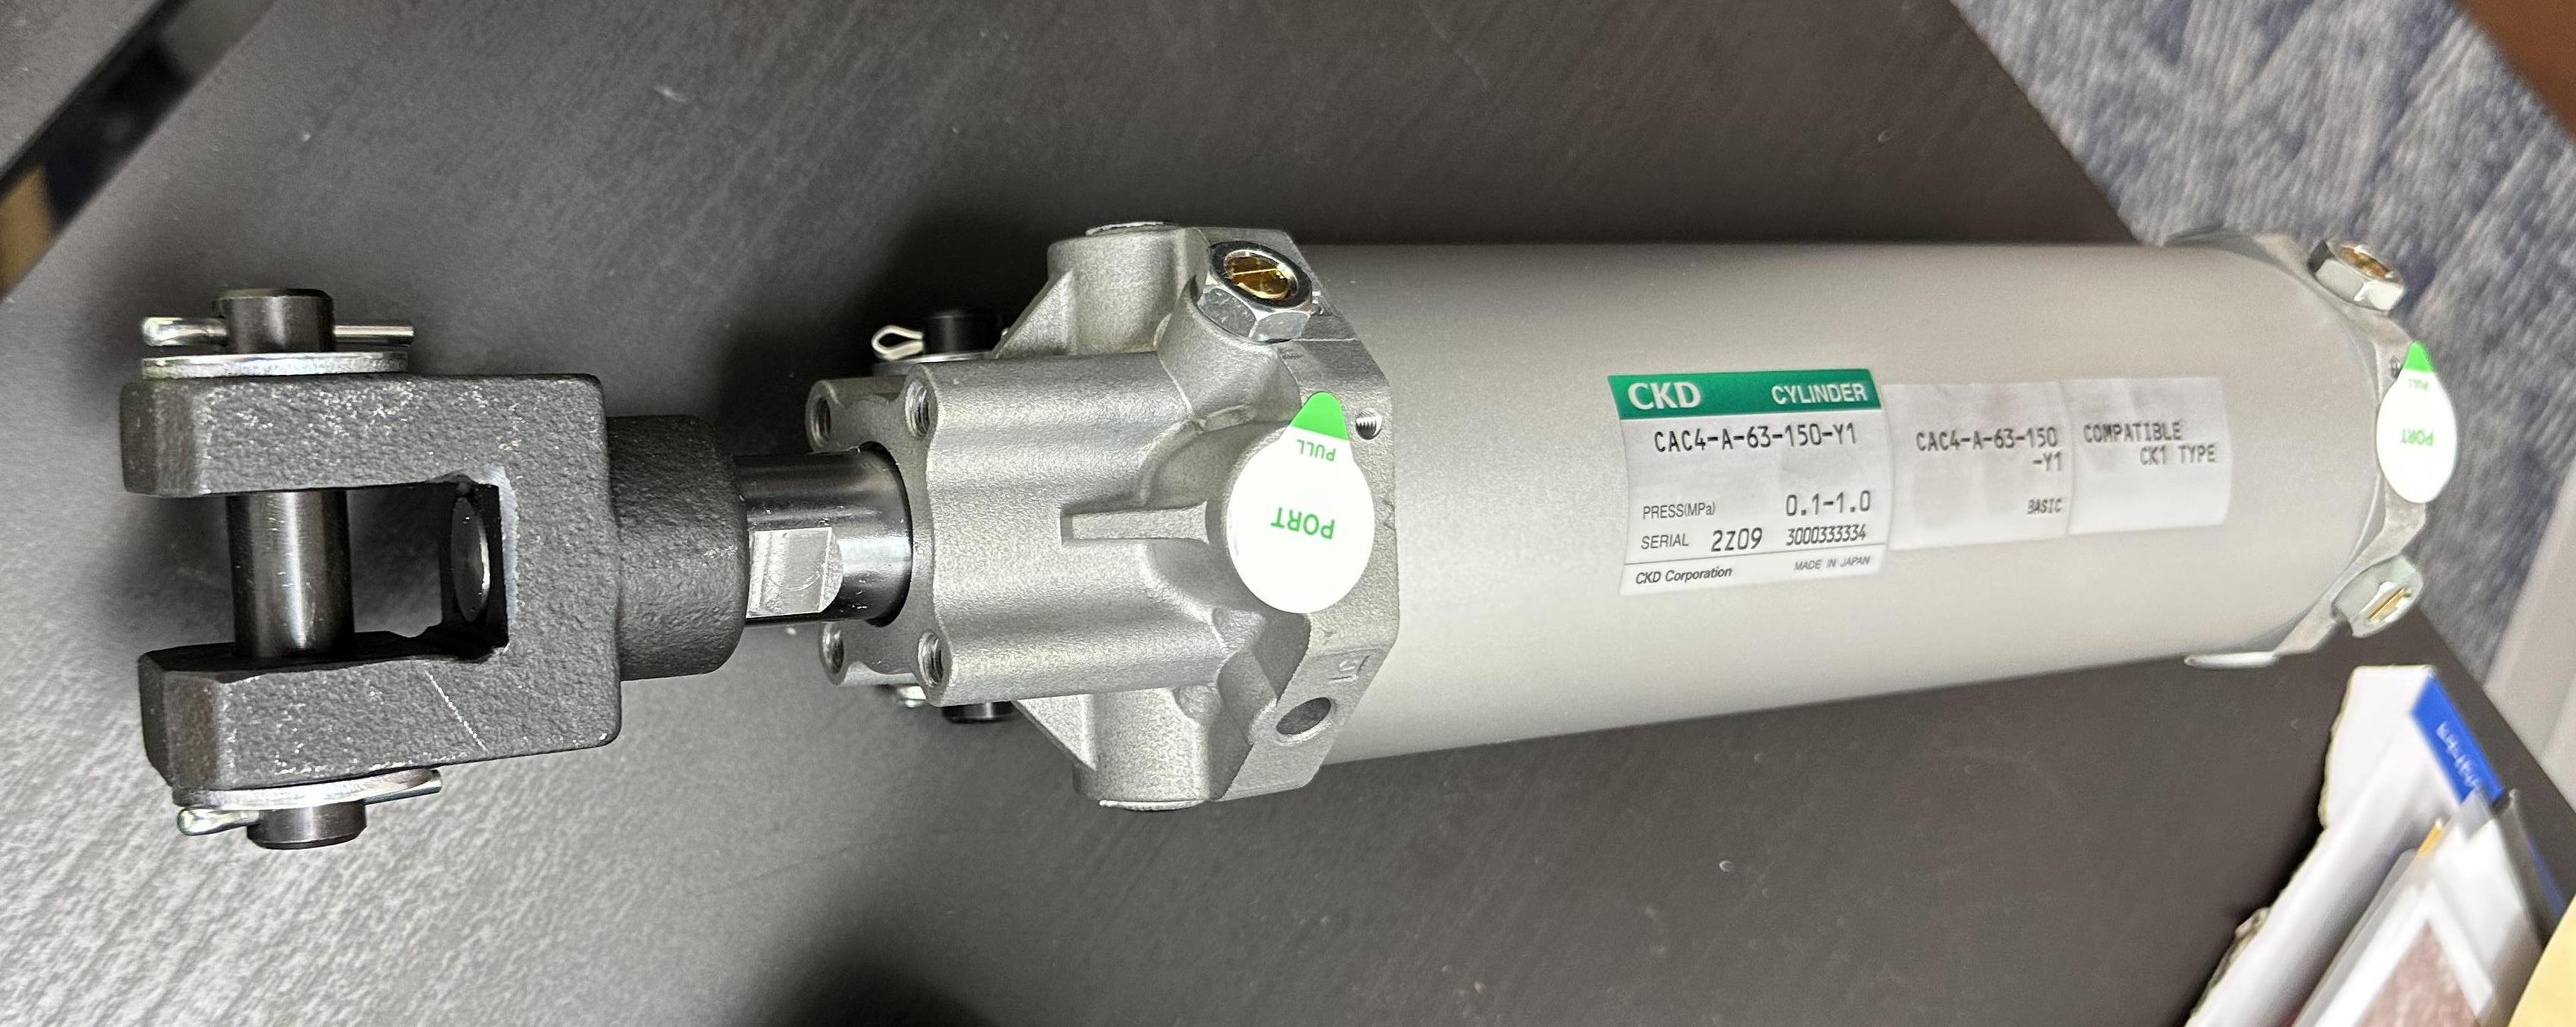 CKD CYLINDER
CAC4-A-63-150-Y1
PRESS(MPa) 0.1-1.0
SERIAL 2Z09 3000333334
CKD Corporation MADE IN JAPAN
CAC4-A-63-150
-Y1
BASIC
COMPATIBLE
CK1 TYPE
PULL
PORT
PULL
PORT